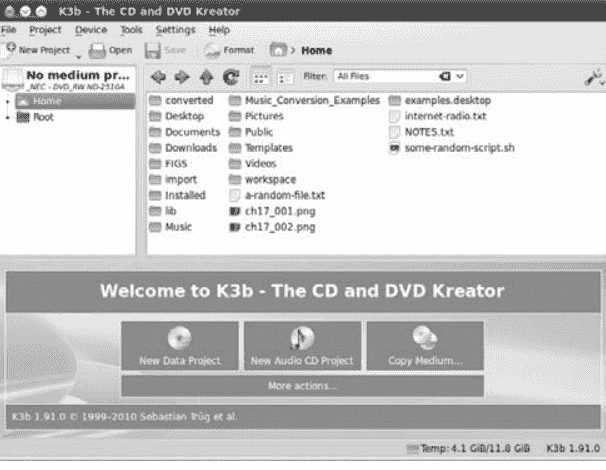 K3b - The CD and DVD Kreator
File Project Device Tools Settings Help
New Project Open Save Format Home
No medium pr...
_NEC - DVD_RW ND-2510A
Filter: All Files
Home
Root
converted Music_Conversion_Examples examples.desktop
Desktop Pictures internet-radio.txt
Documents Public NOTES.txt
Downloads Templates some-random-script.sh
FIGS Videos
import workspace
Installed a-random-file.txt
lib ch17_001.png
Music ch17_002.png
Welcome to K3b - The CD and DVD Kreator
New Data Project New Audio CD Project Copy Medium...
More actions...
K3b 1.91.0 © 1999-2010 Sebastian Trüg et al.
Temp: 4.1 GiB/11.8 GiB K3b 1.91.0